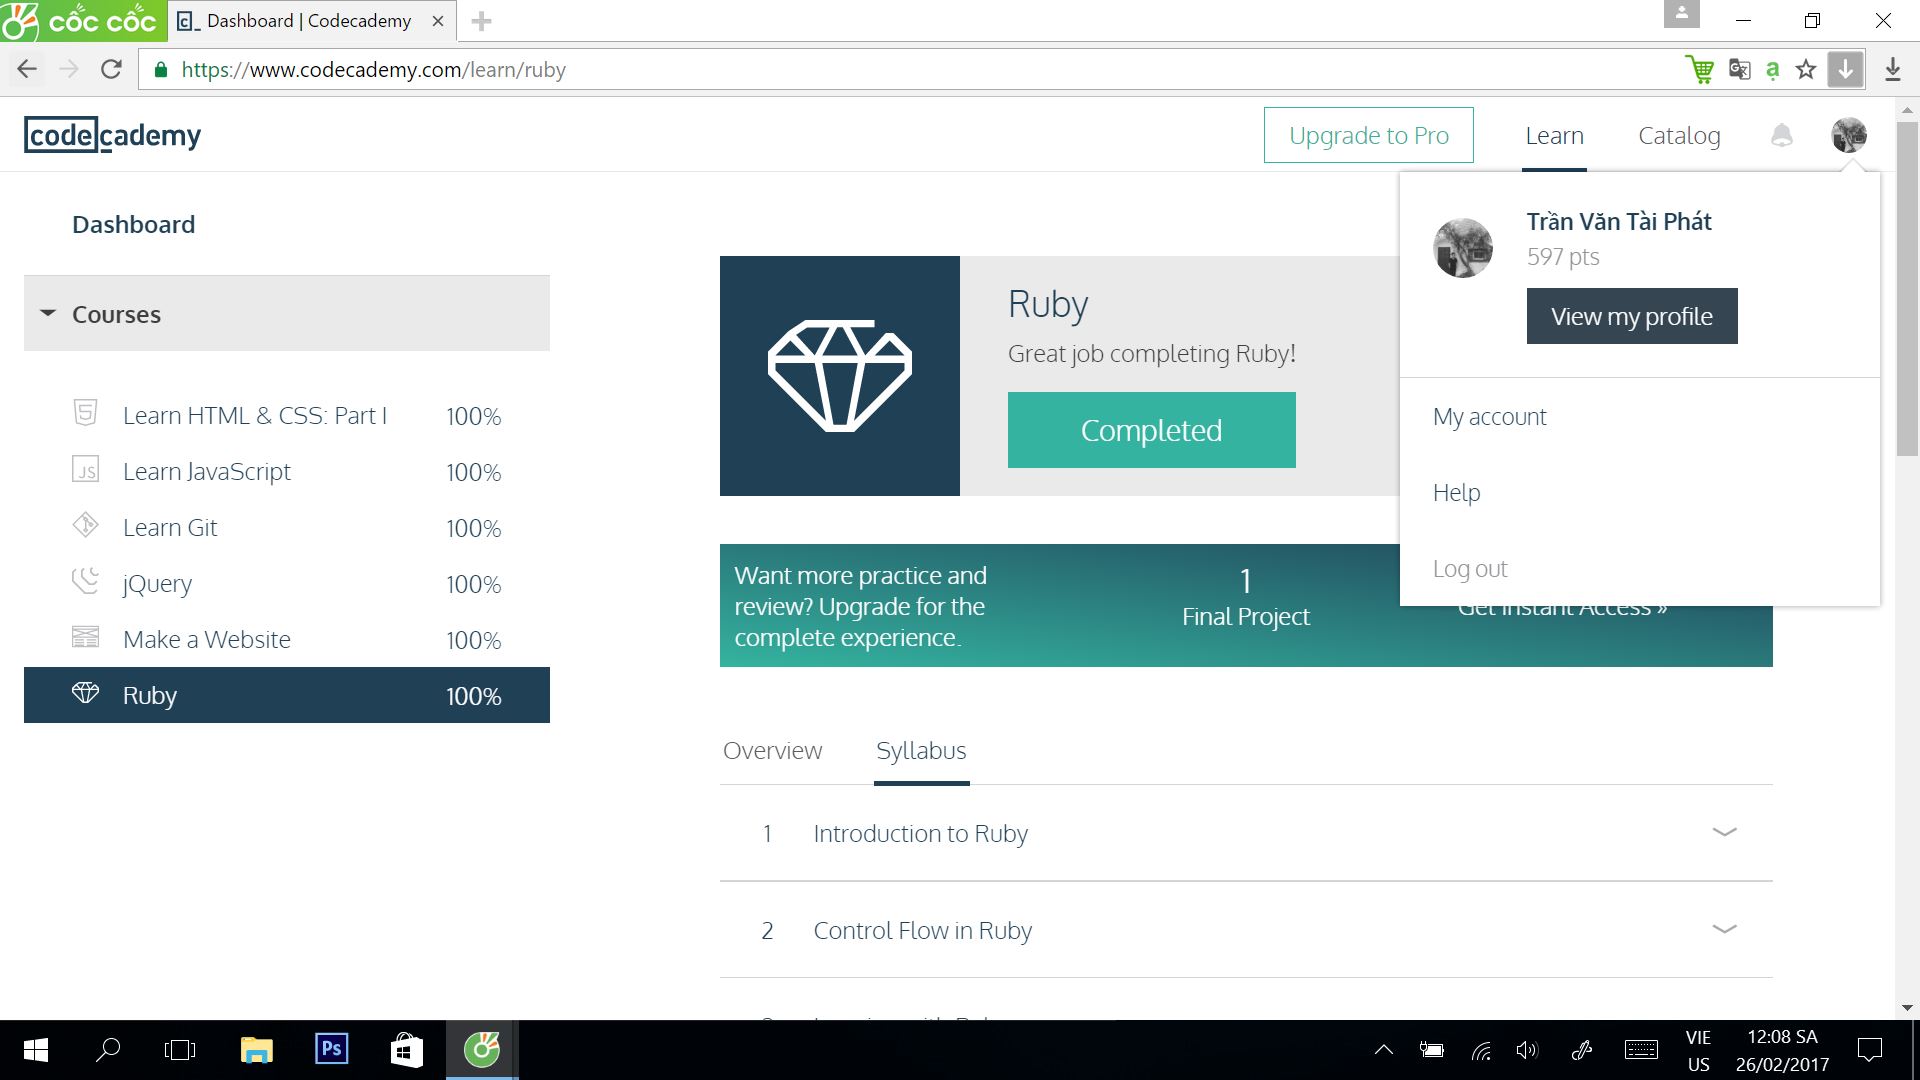 cốc cốc
Dashboard | Codecademy
https://www.codecademy.com/learn/ruby
codecademy
Upgrade to Pro
Learn
Catalog
Dashboard
Courses
Learn HTML & CSS: Part I 100%
Learn JavaScript 100%
Learn Git 100%
jQuery 100%
Make a Website 100%
Ruby 100%
Ruby
Great job completing Ruby!
Completed
Trần Văn Tài Phát
597 pts
View my profile
My account
Help
Log out
Want more practice and
review? Upgrade for the
complete experience.
1
Final Project
Get Instant Access »
Overview
Syllabus
1 Introduction to Ruby
2 Control Flow in Ruby
JS
Ps
VIE
US
12:08 SA
26/02/2017